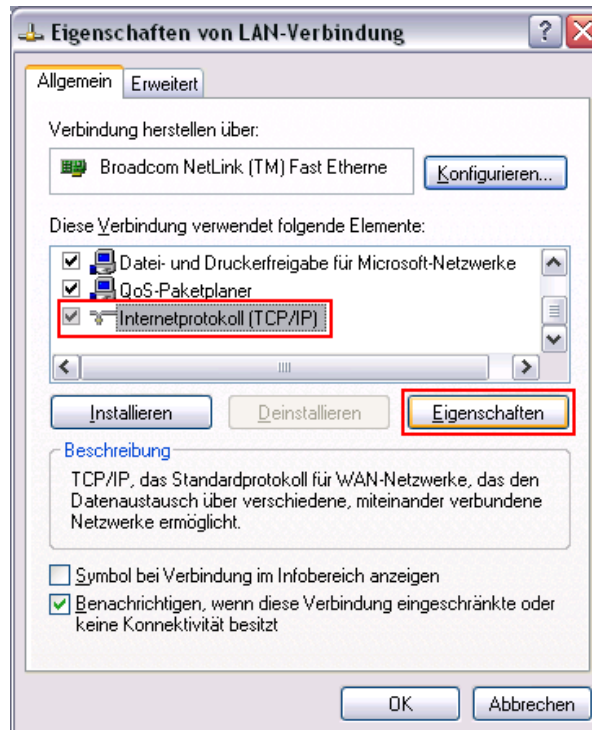 Eigenschaften von LAN-Verbindung
?
Allgemein
Erweitert
Verbindung herstellen über:
Broadcom NetLink (TM) Fast Etherne
Konfigurieren...
Diese Verbindung verwendet folgende Elemente:
Datei- und Druckerfreigabe für Microsoft-Netzwerke
QoS-Paketplaner
Internetprotokoll (TCP/IP)
Installieren
Deinstallieren
Eigenschaften
Beschreibung
TCP/IP, das Standardprotokoll für WAN-Netzwerke, das den
Datenaustausch über verschiedene, miteinander verbundene
Netzwerke ermöglicht.
Symbol bei Verbindung im Infobereich anzeigen
Benachrichtigen, wenn diese Verbindung eingeschränkte oder
keine Konnektivität besitzt
OK
Abbrechen